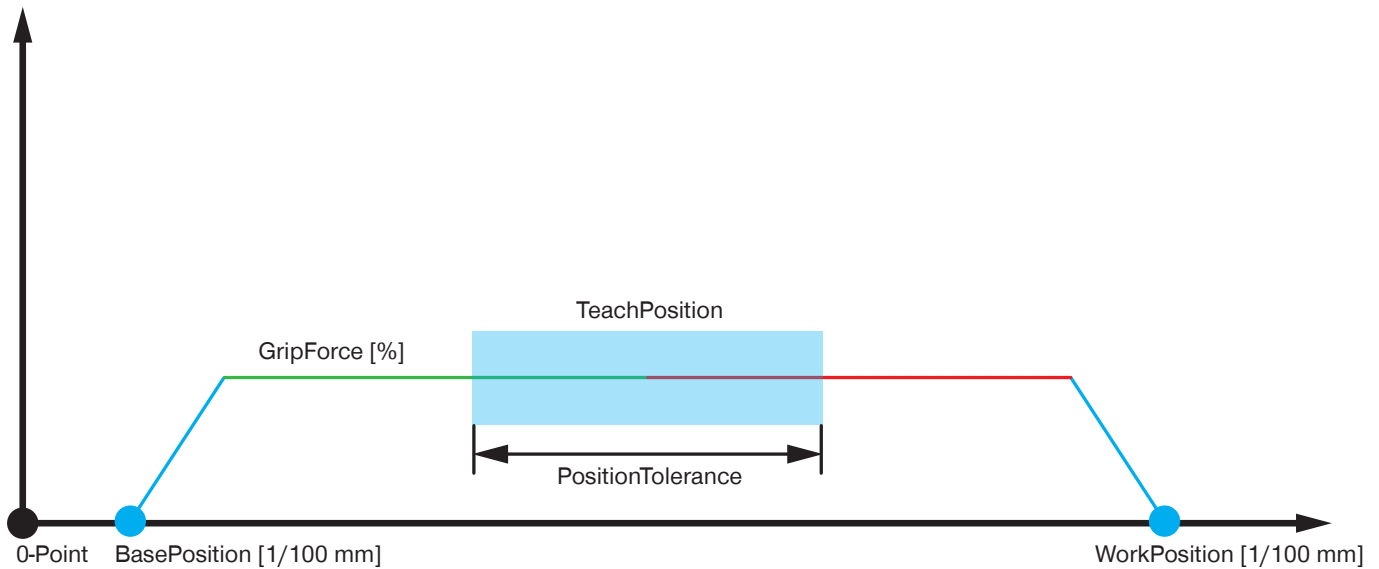 TeachPosition
GripForce [%]
PositionTolerance
0-Point
BasePosition [1/100 mm]
WorkPosition [1/100 mm]